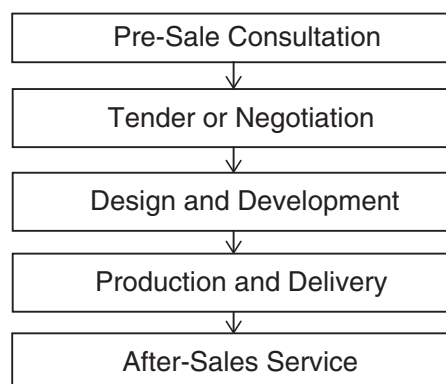 Pre-Sale Consultation
Tender or Negotiation
Design and Development
Production and Delivery
After-Sales Service